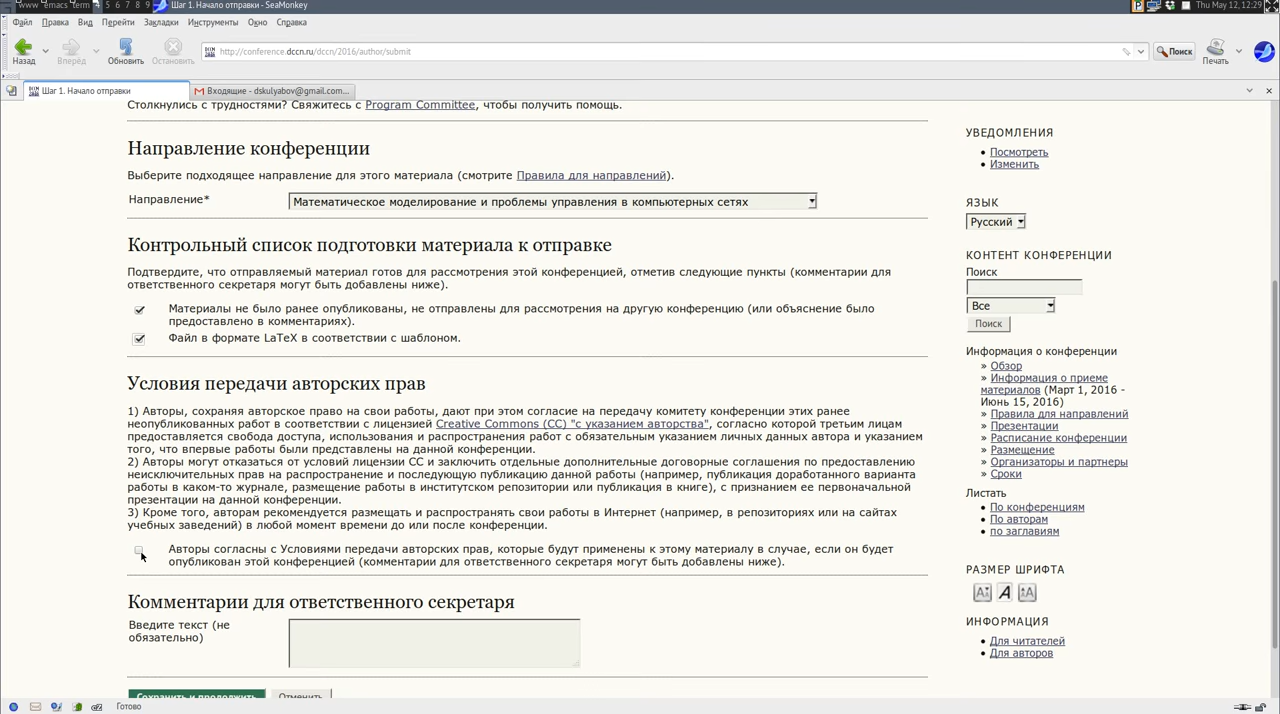 www emacs term 4 5 6 7 8 9 Шаг 1. Начало отправки - SeaMonkey Thu May 12, 12:29
Файл Правка Вид Перейти Закладки Инструменты Окно Справка
Назад Вперёд Обновить Остановить http://conference.dccn.ru/dccn/2016/author/submit Поиск Печать
Шаг 1. Начало отправки Входящие - dskulyabov@gmail.com...
Столкнулись с трудностями? Свяжитесь с Program Committee, чтобы получить помощь.
Направление конференции
Выберите подходящее направление для этого материала (смотрите Правила для направлений).
Направление* Математическое моделирование и проблемы управления в компьютерных сетях
Контрольный список подготовки материала к отправке
Подтвердите, что отправляемый материал готов для рассмотрения этой конференцией, отметив следующие пункты (комментарии для
ответственного секретаря могут быть добавлены ниже).
Материалы не было ранее опубликованы, не отправлены для рассмотрения на другую конференцию (или объяснение было
предоставлено в комментариях).
Файл в формате LaTeX в соответствии с шаблоном.
Условия передачи авторских прав
1) Авторы, сохраняя авторское право на свои работы, дают при этом согласие на передачу комитету конференции этих ранее
неопубликованных работ в соответствии с лицензией Creative Commons (CC) "с указанием авторства", согласно которой третьим лицам
предоставляется свобода доступа, использования и распространения работ с обязательным указанием личных данных автора и указанием
того, что впервые работы были представлены на данной конференции.
2) Авторы могут отказаться от условий лицензии CC и заключить отдельные дополнительные договорные соглашения по предоставлению
неисключительных прав на распространение и последующую публикацию данной работы (например, публикация доработанного варианта
работы в каком-то журнале, размещение работы в институтском репозитории или публикация в книге), с признанием ее первоначальной
презентации на данной конференции.
3) Кроме того, авторам рекомендуется размещать и распространять свои работы в Интернет (например, в репозиториях или на сайтах
учебных заведений) в любой момент времени до или после конференции.
Авторы согласны с Условиями передачи авторских прав, которые будут применены к этому материалу в случае, если он будет
опубликован этой конференцией (комментарии для ответственного секретаря могут быть добавлены ниже).
Комментарии для ответственного секретаря
Введите текст (не
обязательно)
Сохранить и продолжить Отменить
УВЕДОМЛЕНИЯ
Посмотреть
Изменить
ЯЗЫК
Русский
КОНТЕНТ КОНФЕРЕНЦИИ
Поиск
Все
Поиск
Информация о конференции
» Обзор
» Информация о приеме
материалов (Март 1, 2016 -
Июнь 15, 2016)
» Правила для направлений
» Презентации
» Расписание конференции
» Размещение
» Организаторы и партнеры
» Сроки
Листать
По конференциям
По авторам
по заглавиям
РАЗМЕР ШРИФТА
A A A
ИНФОРМАЦИЯ
Для читателей
Для авторов
Готово